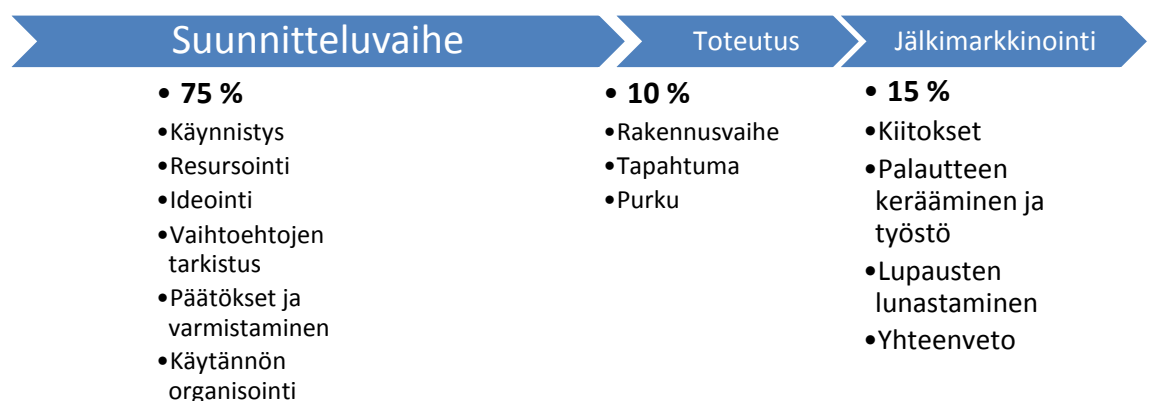 Suunnitteluvaihe
• 75 %
•Käynnistys
•Resursointi
•Ideointi
•Vaihtoehtojen
tarkistus
•Päätökset ja
varmistaminen
•Käytännön
organisointi
Toteutus
• 10 %
•Rakennusvaihe
•Tapahtuma
•Purku
Jälkimarkkinointi
• 15 %
•Kiitokset
•Palautteen
kerääminen ja
työstö
•Lupausten
lunastaminen
•Yhteenveto